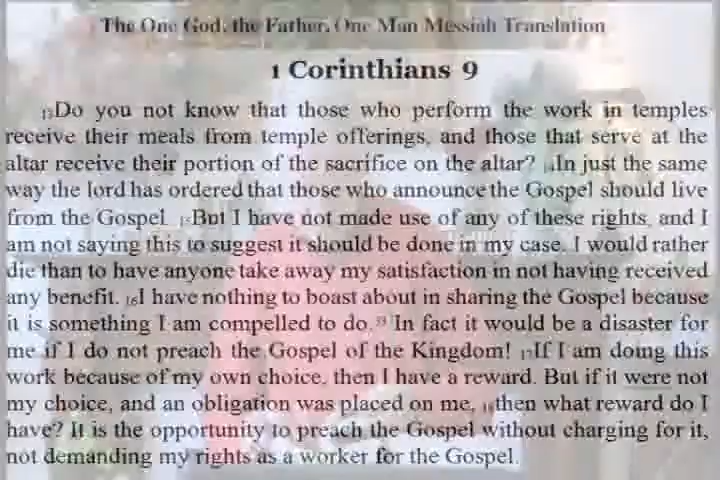 The One God, the Father, One Man Messiah Translation
1 Corinthians 9
13Do you not know that those who perform the work in temples
receive their meals from temple offerings, and those that serve at the
altar receive their portion of the sacrifice on the altar? 14In just the same
way the lord has ordered that those who announce the Gospel should live
from the Gospel. 15But I have not made use of any of these rights, and I
am not saying this to suggest it should be done in my case. I would rather
die than to have anyone take away my satisfaction in not having received
any benefit. 16I have nothing to boast about in sharing the Gospel because
it is something I am compelled to do. In fact it would be a disaster for
me if I do not preach the Gospel of the Kingdom! 17If I am doing this
work because of my own choice, then I have a reward. But if it were not
my choice, and an obligation was placed on me, 18then what reward do I
have? It is the opportunity to preach the Gospel without charging for it,
not demanding my rights as a worker for the Gospel.